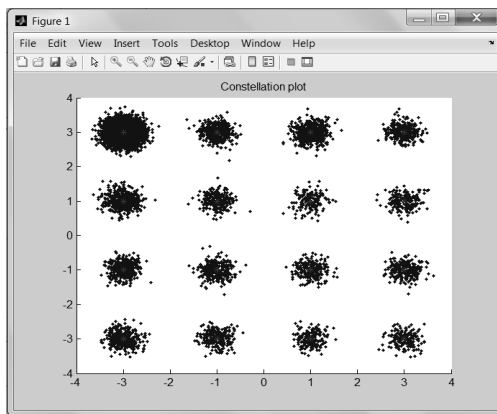 Figure 1
File Edit View Insert Tools Desktop Window Help
Constellation plot
4
3
2
1
0
-1
-2
-3
-4
-4 -3 -2 -1 0 1 2 3 4